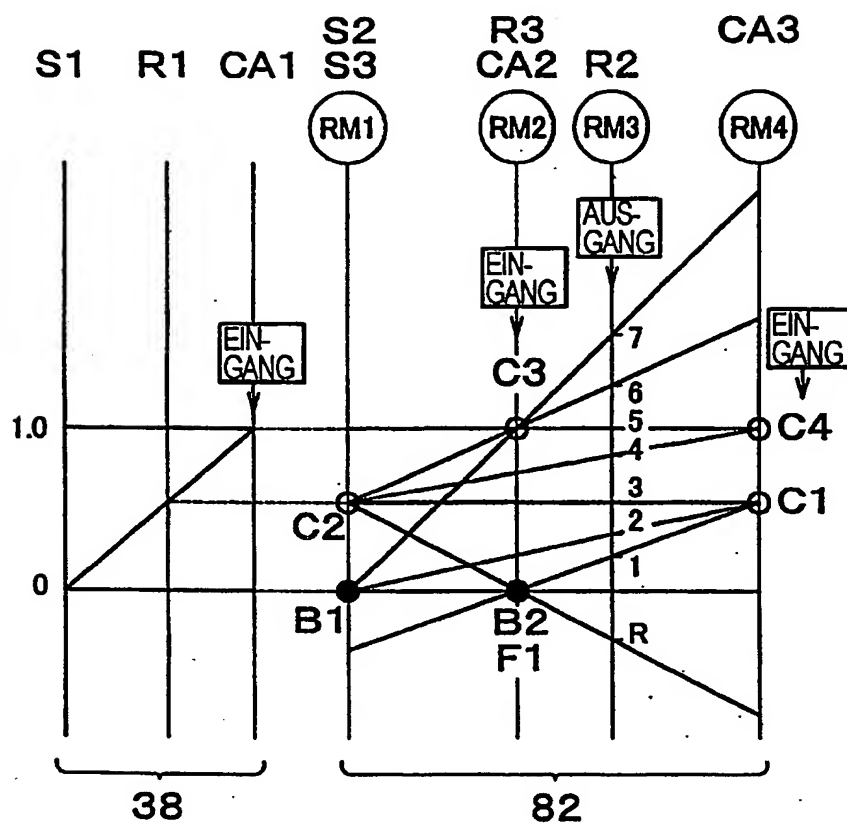 S2 R3 CA3
S1 R1 CA1 S3 CA2 R2
RM1 RM2 RM3 RM4
AUS-
GANG
EIN-
GANG
EIN-
GANG
EIN-
GANG
7
C3
6
1.0
5
C4
4
3
C1
C2
2
1
0
B1
B2
F1
R
38
82